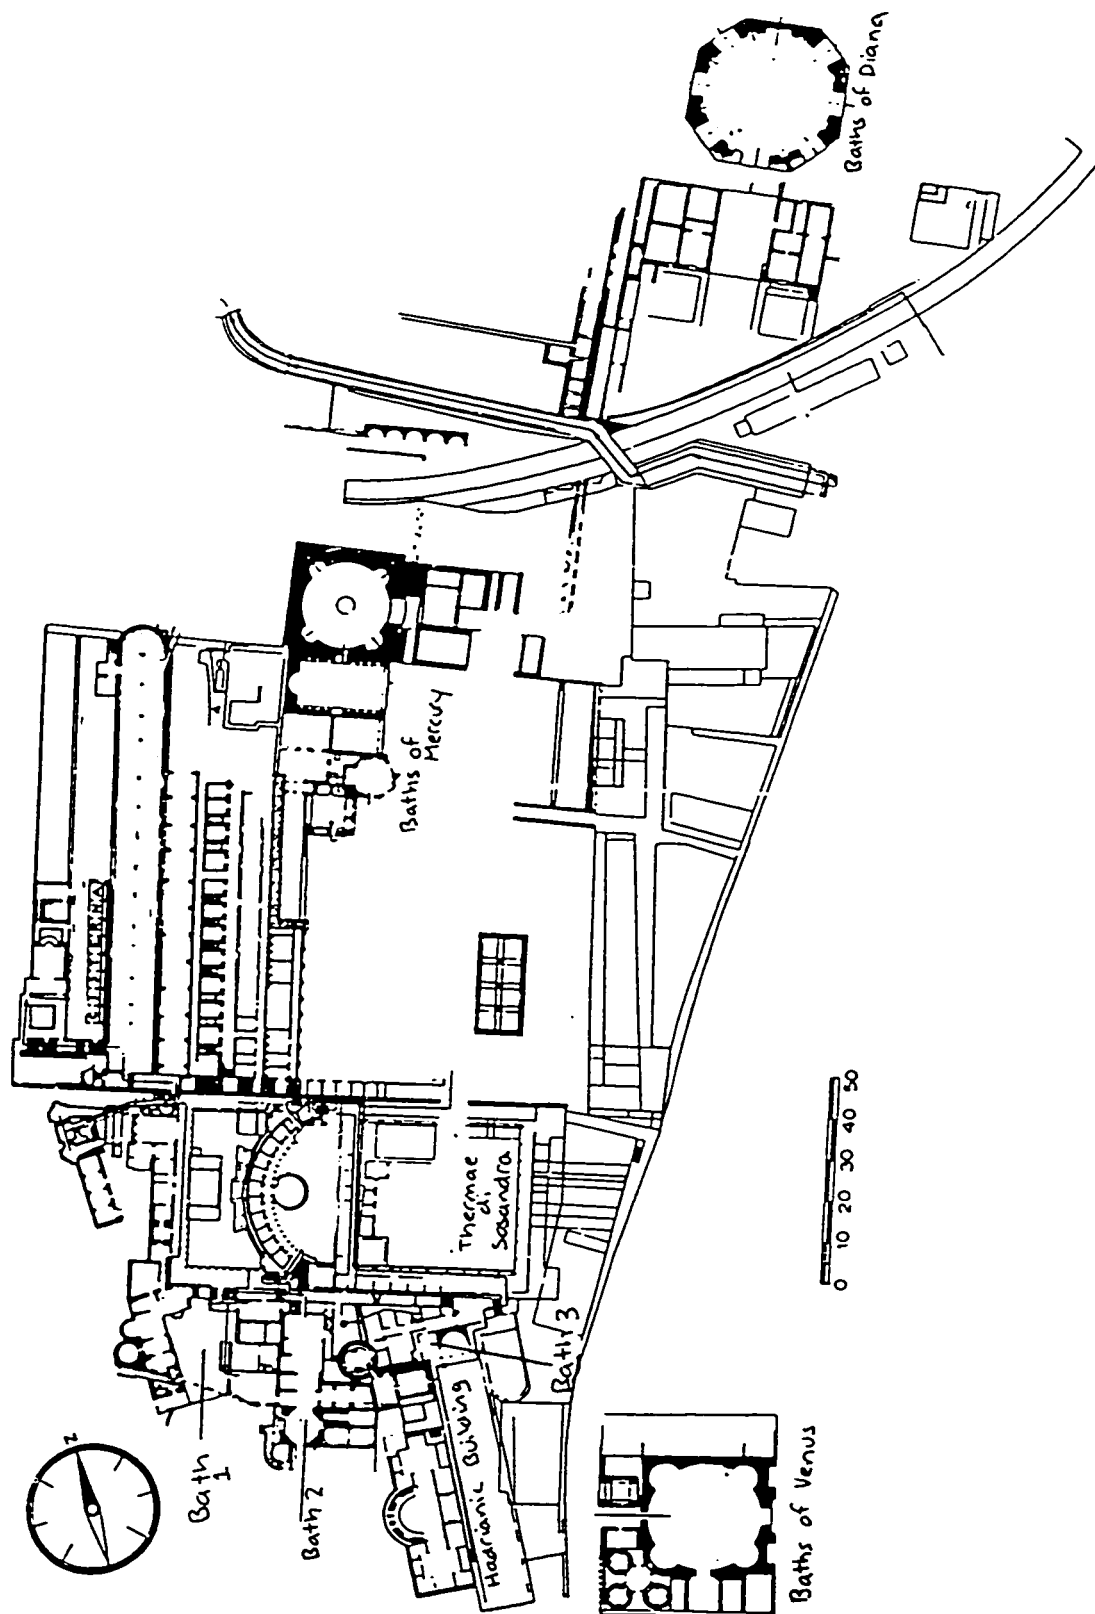 Baths of Diana
Baths of
Mercury
Thermae
di
Sosandra
0 10 20 30 40 50
N
Bath
1
Bath 2
Bath 3
Hadrianic Building
Baths of Venus